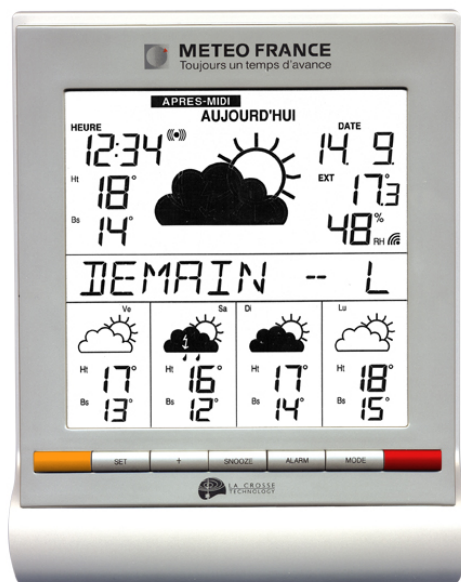 METEO FRANCE
Toujours un temps d'avance
APRES-MIDI
AUJOURD'HUI
HEURE
DATE
12:34
14. 9.
Ht 18°
EXT 17.3°
Bs 14°
48% RH
DEMAIN -- L
Ve
Sa
Di
Lu
Ht 17°
Ht 16°
Ht 17°
Ht 18°
Bs 13°
Bs 12°
Bs 14°
Bs 15°
SET
+
SNOOZE
ALARM
MODE
LA CROSSE
TECHNOLOGY